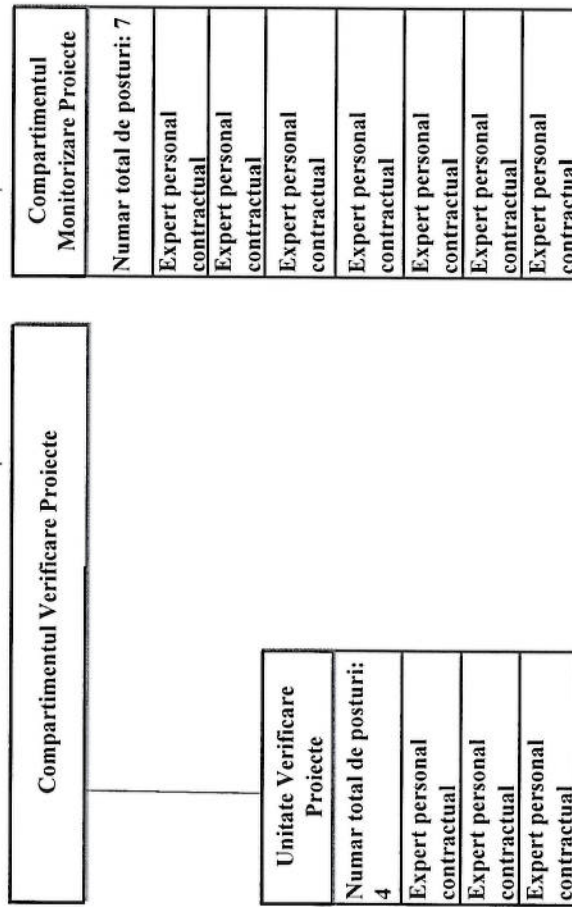 Compartimentul Verificare Proiecte
Unitate Verificare
Proiecte
Numar total de posturi:
4
Expert personal
contractual
Expert personal
contractual
Expert personal
contractual
Compartimentul
Monitorizare Proiecte
Numar total de posturi: 7
Expert personal
contractual
Expert personal
contractual
Expert personal
contractual
Expert personal
contractual
Expert personal
contractual
Expert personal
contractual
Expert personal
contractual